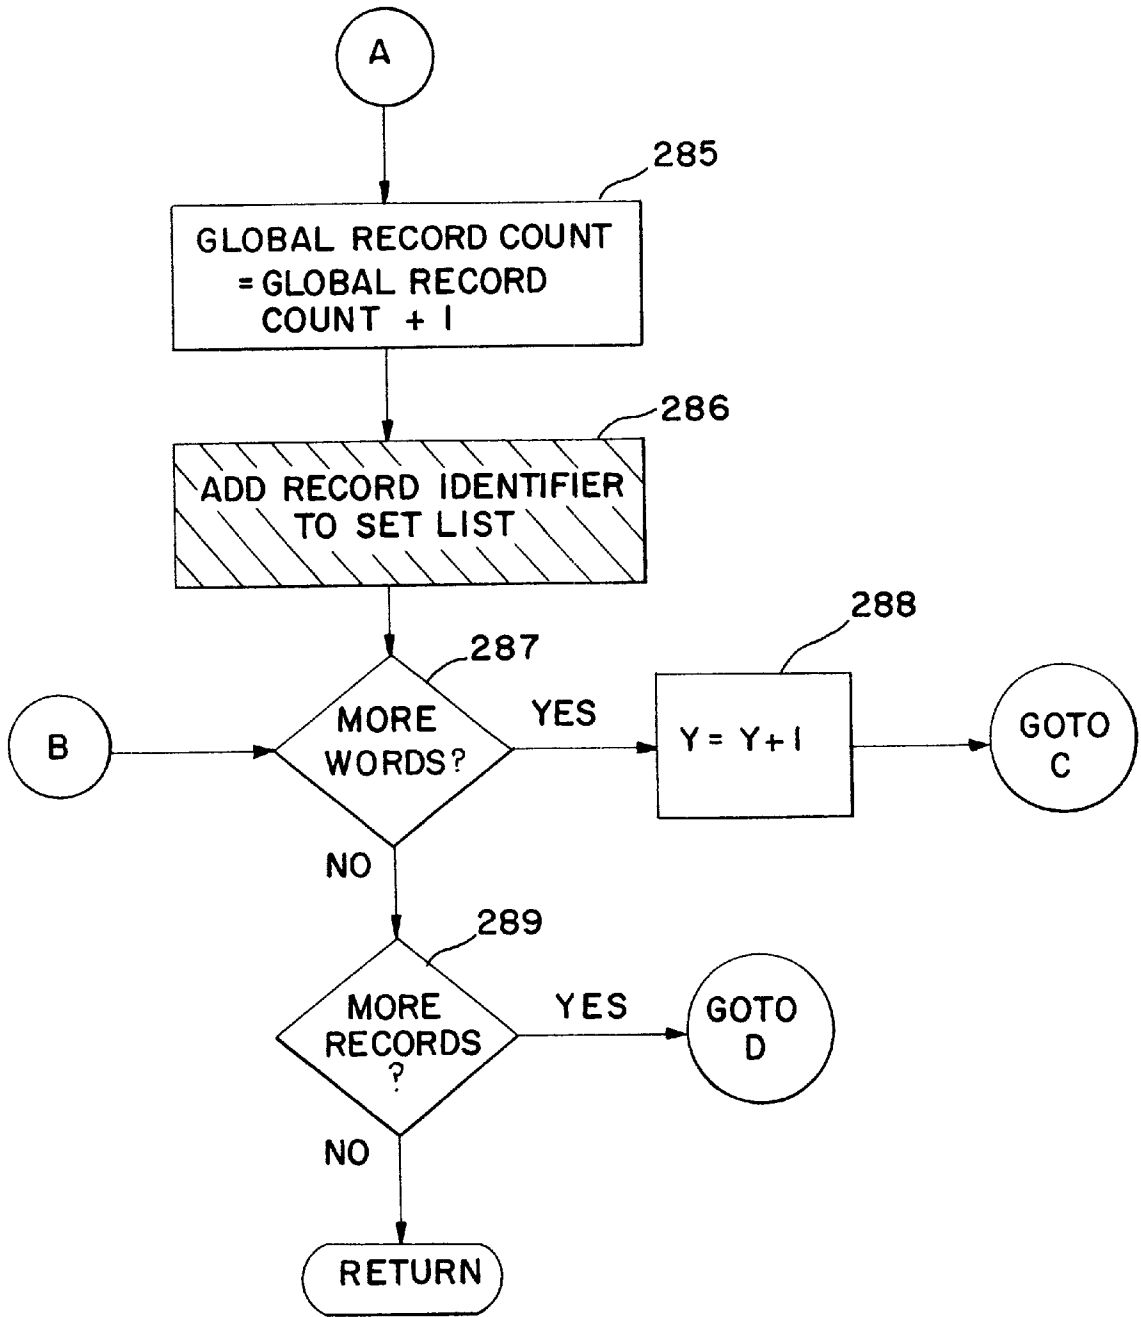 A
285
GLOBAL RECORD COUNT
= GLOBAL RECORD
COUNT + 1
286
ADD RECORD IDENTIFIER
TO SET LIST
287
288
B
MORE
WORDS?
YES
Y = Y + 1
GOTO
C
NO
289
MORE
RECORDS
?
YES
GOTO
D
NO
RETURN